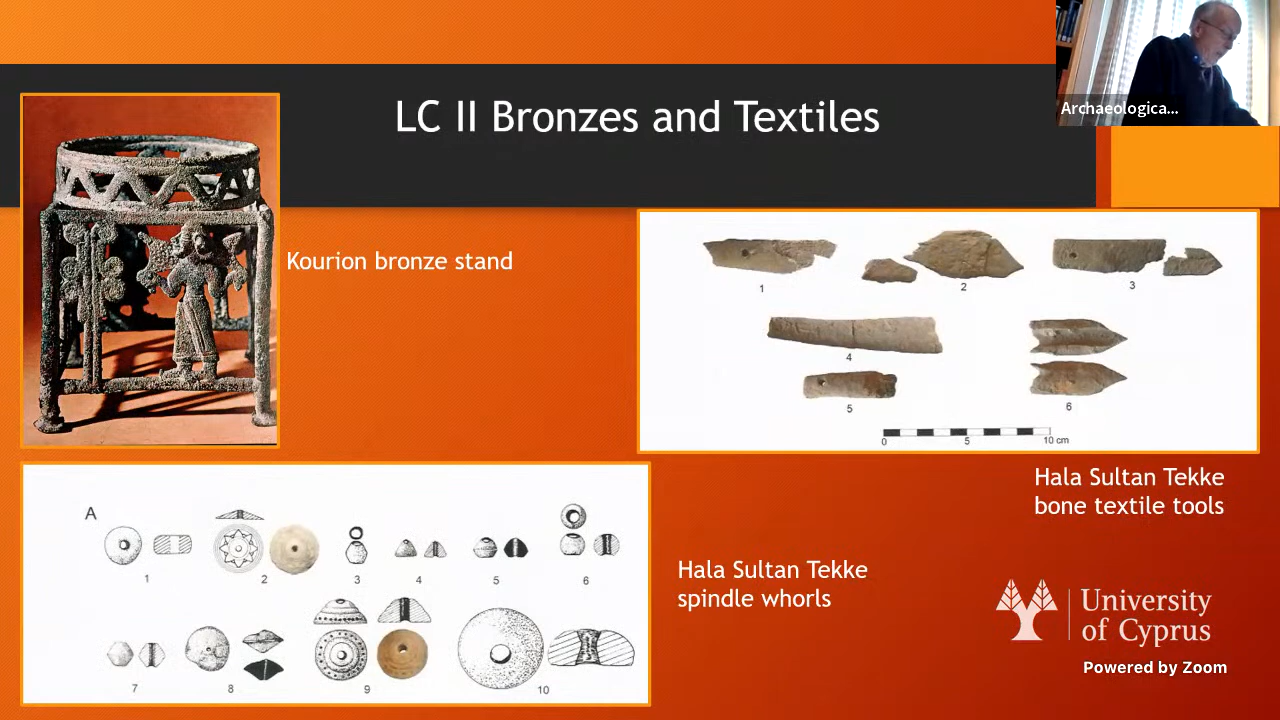 LC II Bronzes and Textiles
Archaeologica...
Kourion bronze stand
1
2
3
4
5
6
0
5
10 cm
Hala Sultan Tekke
bone textile tools
A
1
2
3
4
5
6
7
8
9
10
Hala Sultan Tekke
spindle whorls
University
of Cyprus
Powered by Zoom